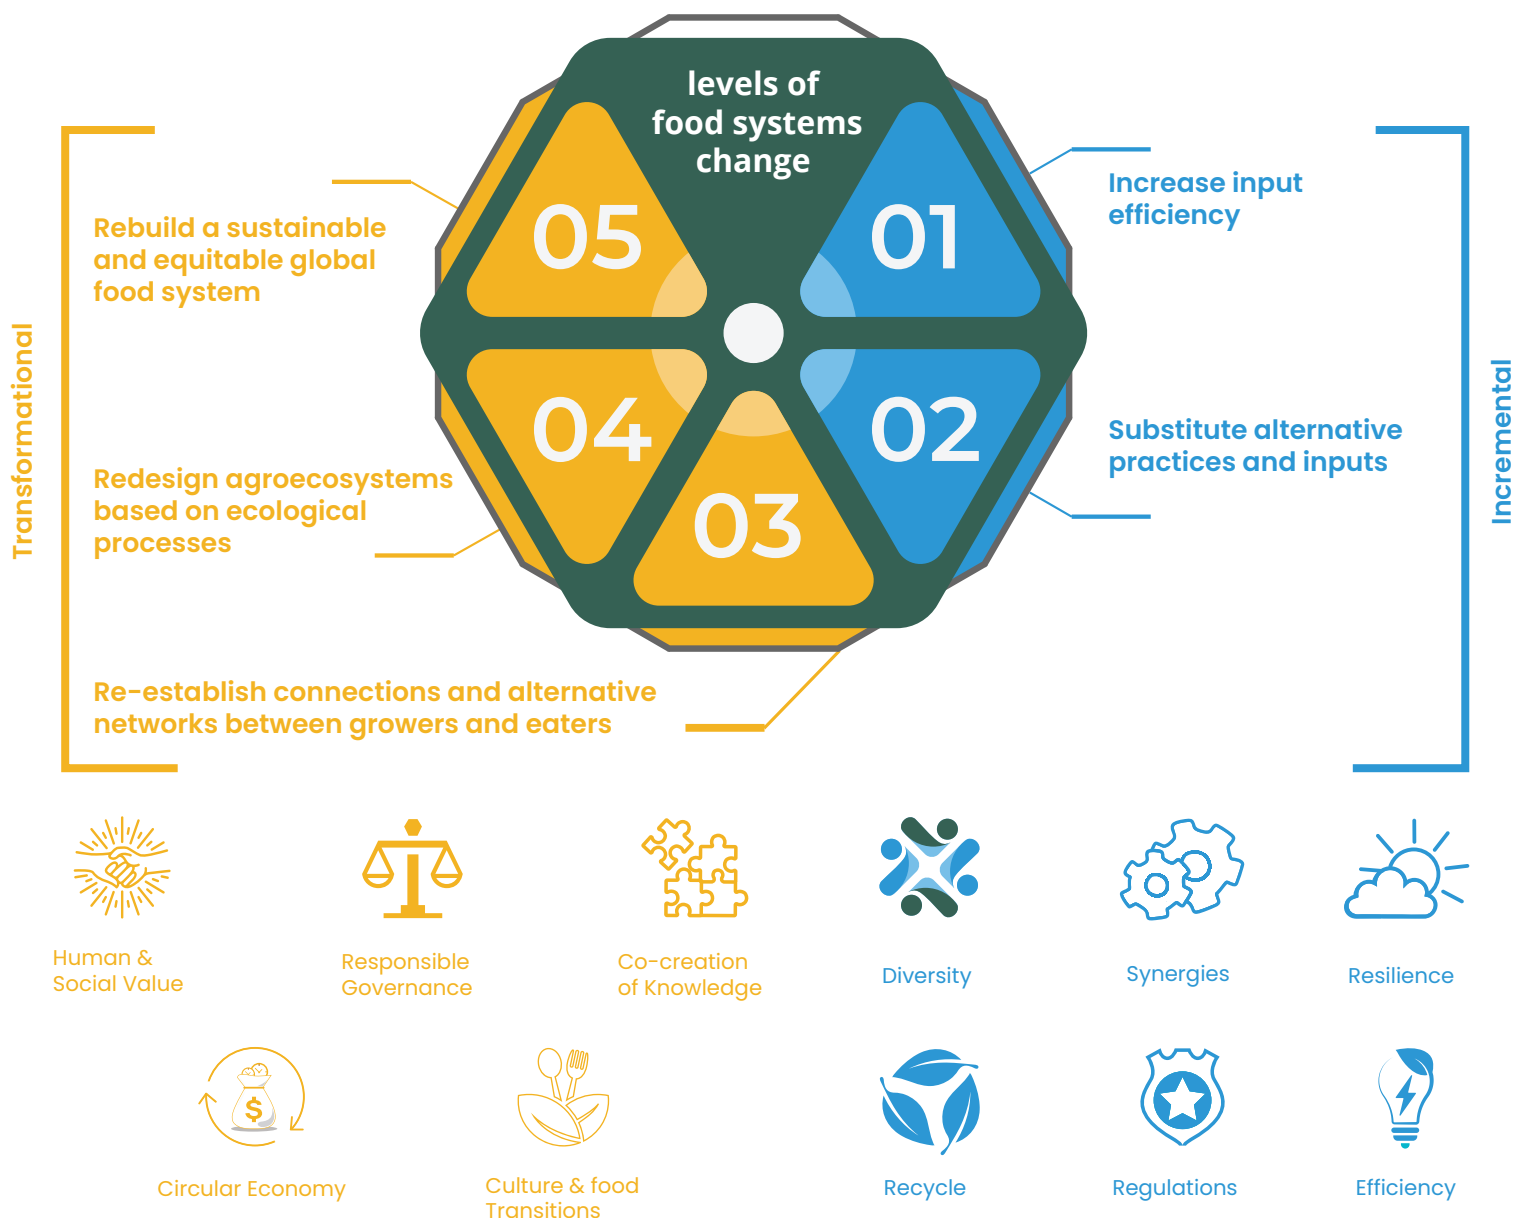 levels of
food systems
change
01
02
03
04
05
Increase input
efficiency
Substitute alternative
practices and inputs
Incremental
Rebuild a sustainable
and equitable global
food system
Redesign agroecosystems
based on ecological
processes
Re-establish connections and alternative
networks between growers and eaters
Transformational
Human &
Social Value
Responsible
Governance
Co-creation
of Knowledge
Diversity
Synergies
Resilience
$
Circular Economy
Culture & food
Transitions
Recycle
Regulations
Efficiency